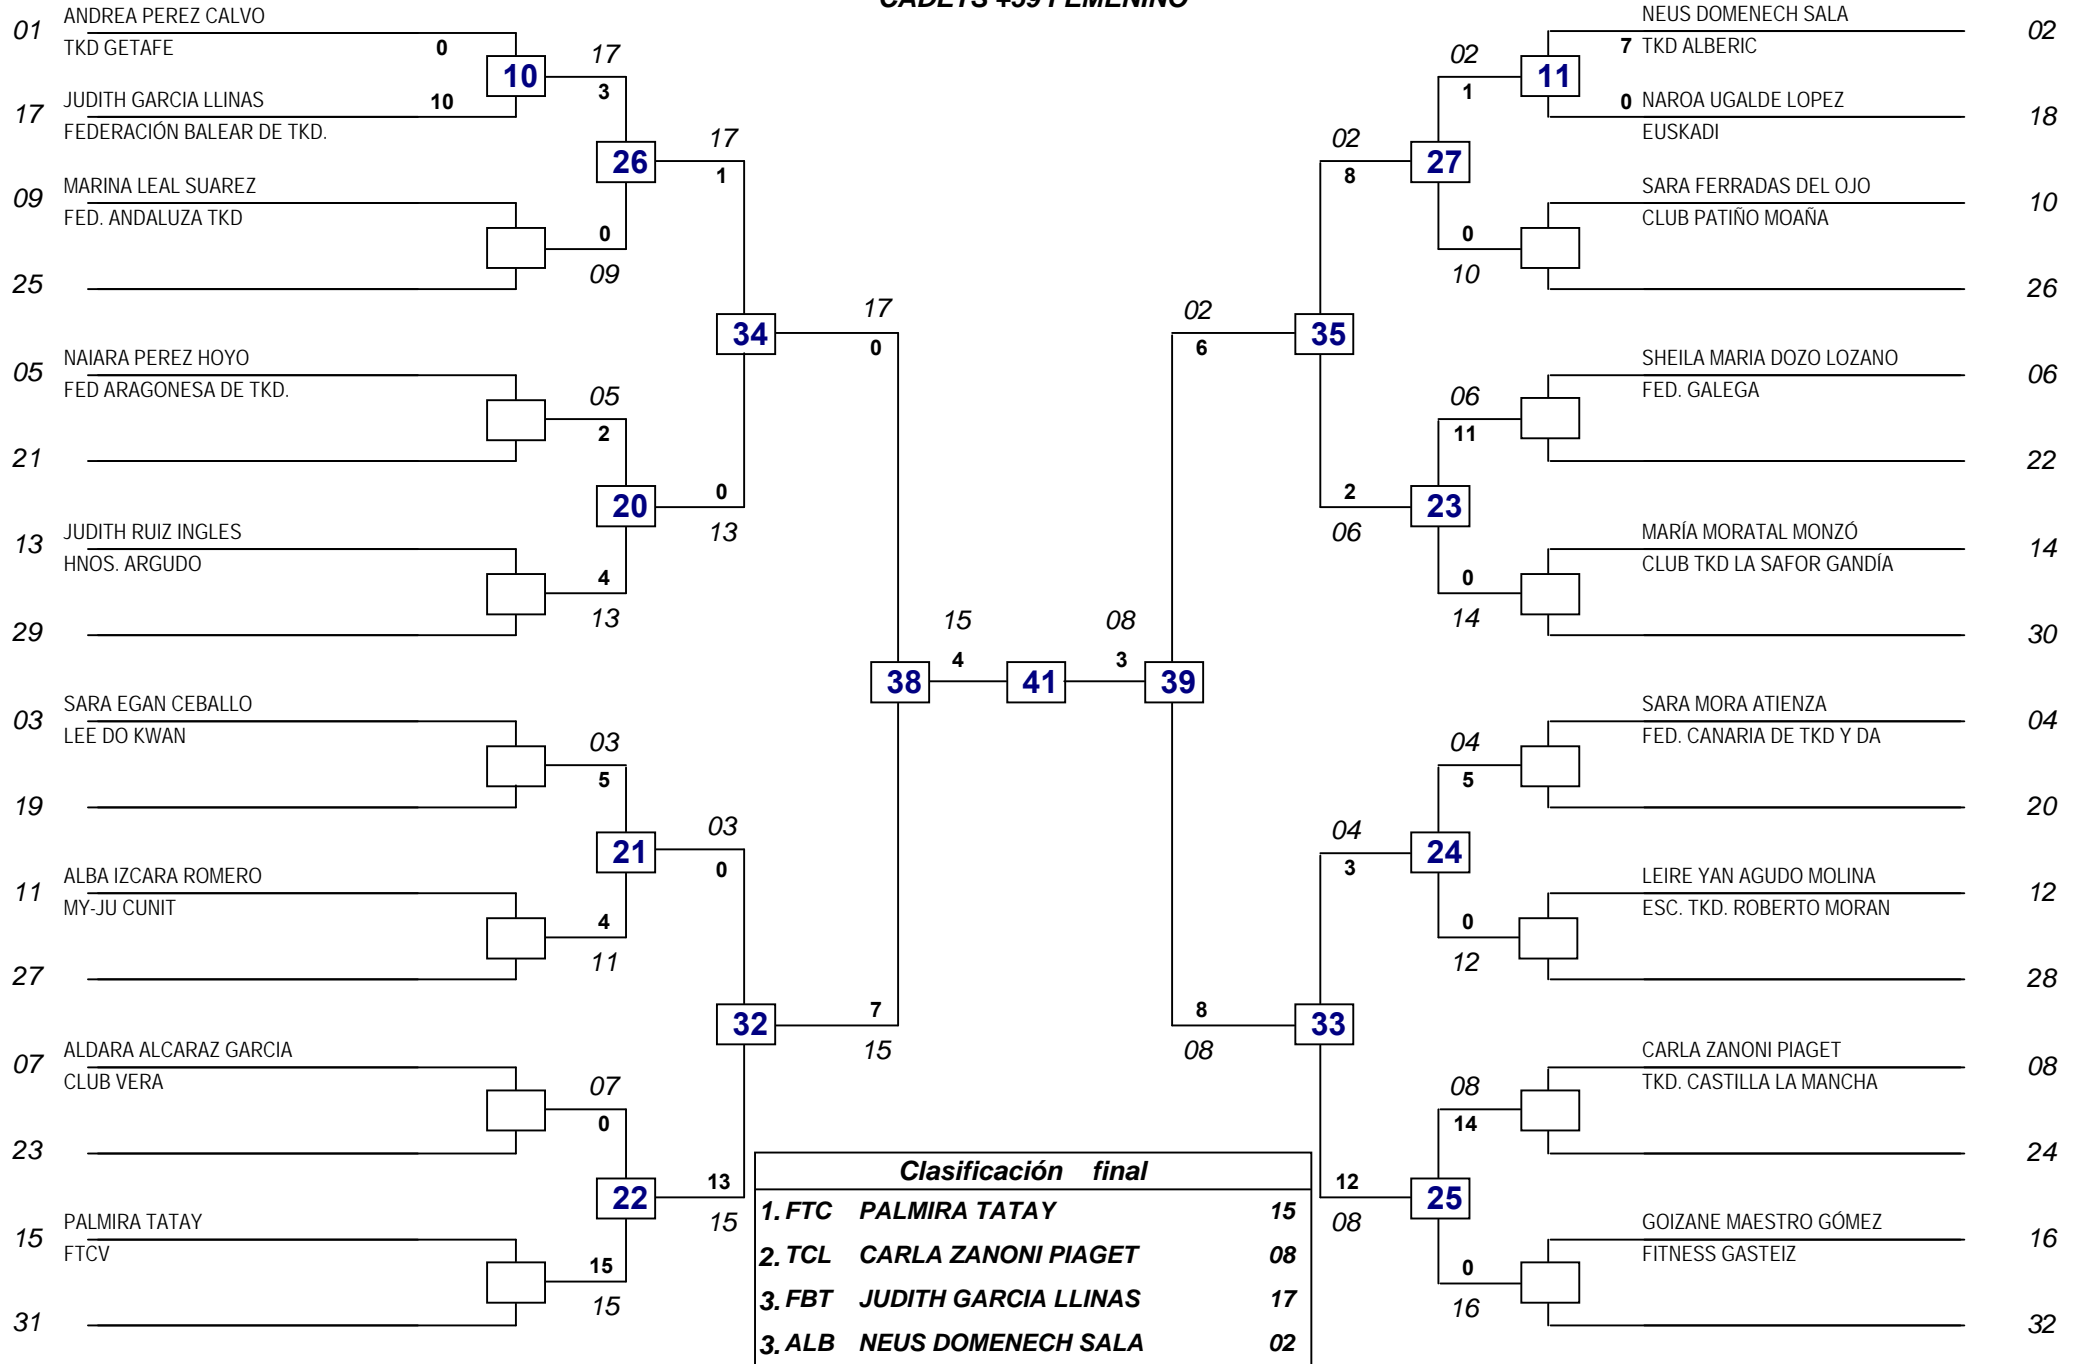 CADETS +59 FEMENINO
01
ANDREA PEREZ CALVO
TKD GETAFE
0
10
17
3
17
JUDITH GARCIA LLINAS
10
FEDERACIÓN BALEAR DE TKD.
26
17
1
09
MARINA LEAL SUAREZ
FED. ANDALUZA TKD
0
09
25
34
17
0
05
NAIARA PEREZ HOYO
FED ARAGONESA DE TKD.
05
2
21
20
0
13
13
JUDITH RUIZ INGLES
HNOS. ARGUDO
4
13
29
38
15
4
41
08
3
39
03
SARA EGAN CEBALLO
LEE DO KWAN
03
5
19
21
03
0
11
ALBA IZCARA ROMERO
MY-JU CUNIT
4
11
27
32
7
15
07
ALDARA ALCARAZ GARCIA
CLUB VERA
07
0
23
22
13
15
15
PALMIRA TATAY
FTCV
15
15
31
NEUS DOMENECH SALA
02
7 TKD ALBERIC
02
1
11
0 NAROA UGALDE LOPEZ
18
EUSKADI
02
8
27
SARA FERRADAS DEL OJO
10
CLUB PATIÑO MOAÑA
0
10
26
02
6
35
SHEILA MARIA DOZO LOZANO
06
FED. GALEGA
06
11
22
2
06
23
MARÍA MORATAL MONZÓ
14
CLUB TKD LA SAFOR GANDÍA
0
14
30
SARA MORA ATIENZA
04
FED. CANARIA DE TKD Y DA
04
5
20
04
3
24
LEIRE YAN AGUDO MOLINA
12
ESC. TKD. ROBERTO MORAN
0
12
28
8
08
33
CARLA ZANONI PIAGET
08
TKD. CASTILLA LA MANCHA
08
14
24
12
08
25
GOIZANE MAESTRO GÓMEZ
16
FITNESS GASTEIZ
0
16
32
Clasificación final
1. FTC PALMIRA TATAY 15
2. TCL CARLA ZANONI PIAGET 08
3. FBT JUDITH GARCIA LLINAS 17
3. ALB NEUS DOMENECH SALA 02